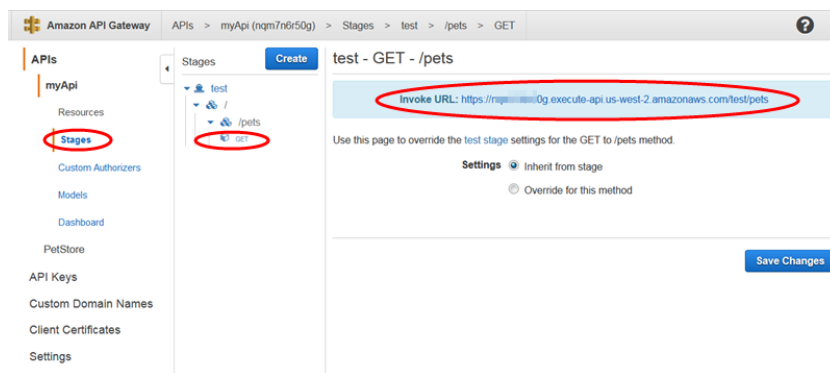 Amazon API Gateway
APIs > myApi (nqm7n6r50g) > Stages > test > /pets > GET
?
APIs
myApi
Resources
Stages
Custom Authorizers
Models
Dashboard
PetStore
API Keys
Custom Domain Names
Client Certificates
Settings
Stages
Create
test
/
/pets
GET
test - GET - /pets
Invoke URL: 0g.execute-api.us-west-2.amazonaws.com/test/pets
Use this page to override the test stage settings for the GET to /pets method.
Settings
Inherit from stage
Override for this method
Save Changes